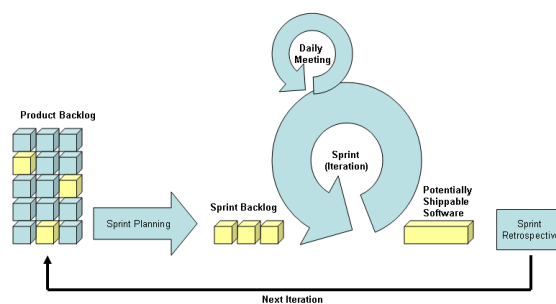 Daily
Meeting
Product Backlog
Sprint
(Iteration)
Potentially
Shippable
Software
Sprint Backlog
Sprint Planning
Sprint
Retrospective
Next Iteration